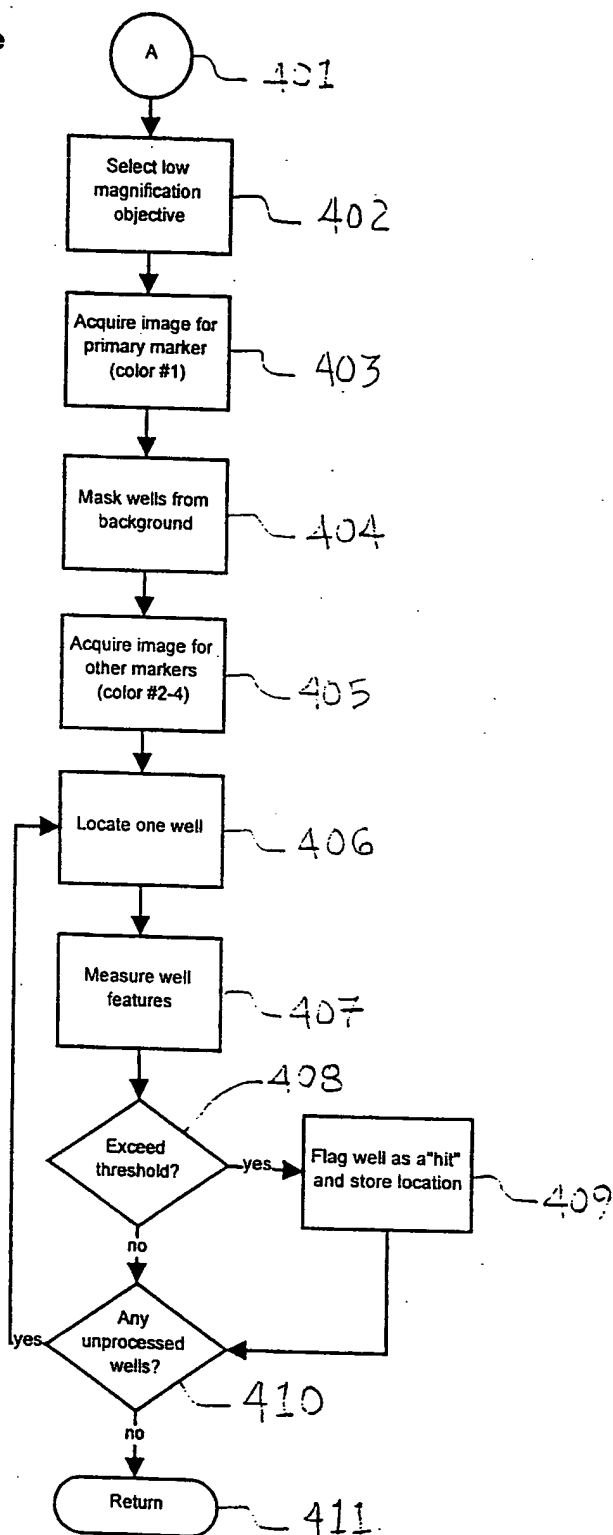 e
A
401
Select low
magnification
objective
402
Acquire image for
primary marker
(color #1)
403
Mask wells from
background
404
Acquire image for
other markers
(color #2-4)
405
Locate one well
406
Measure well
features
407
408
Exceed
threshold?
yes
Flag well as a"hit"
and store location
409
no
Any
unprocessed
wells?
yes
410
no
Return
411